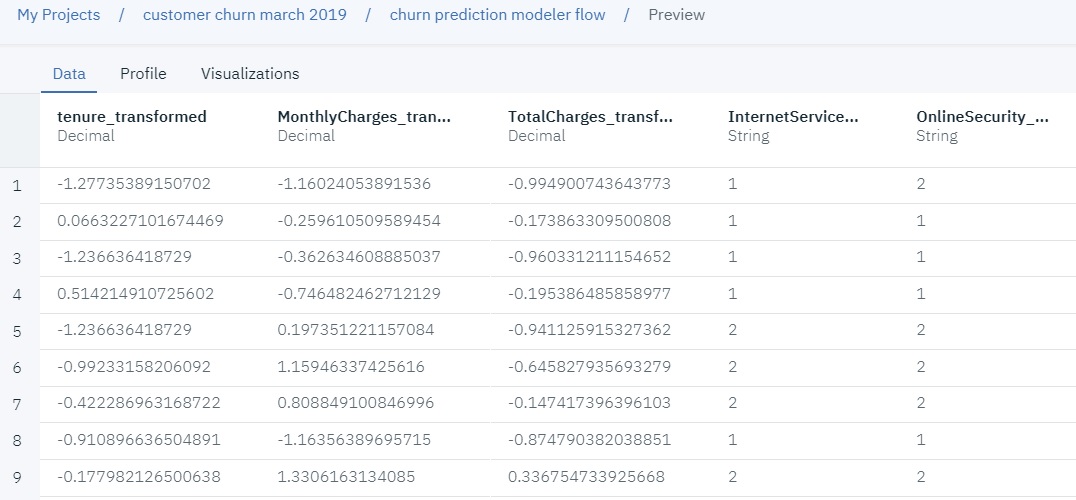 My Projects / customer churn march 2019 / churn prediction modeler flow / Preview
Data Profile Visualizations
tenure_transformed MonthlyCharges_tran... TotalCharges_transf... InternetService... OnlineSecurity_...
Decimal Decimal Decimal String String
1 -1.27735389150702 -1.16024053891536 -0.994900743643773 1 2
2 0.0663227101674469 -0.259610509589454 -0.173863309500808 1 1
3 -1.236636418729 -0.362634608885037 -0.960331211154652 1 1
4 0.514214910725602 -0.746482462712129 -0.195386485858977 1 1
5 -1.236636418729 0.197351221157084 -0.941125915327362 2 2
6 -0.99233158206092 1.15946337425616 -0.645827935693279 2 2
7 -0.422286963168722 0.808849100846996 -0.147417396396103 2 2
8 -0.910896636504891 -1.16356389695715 -0.874790382038851 1 1
9 -0.177982126500638 1.3306163134085 0.336754733925668 2 2